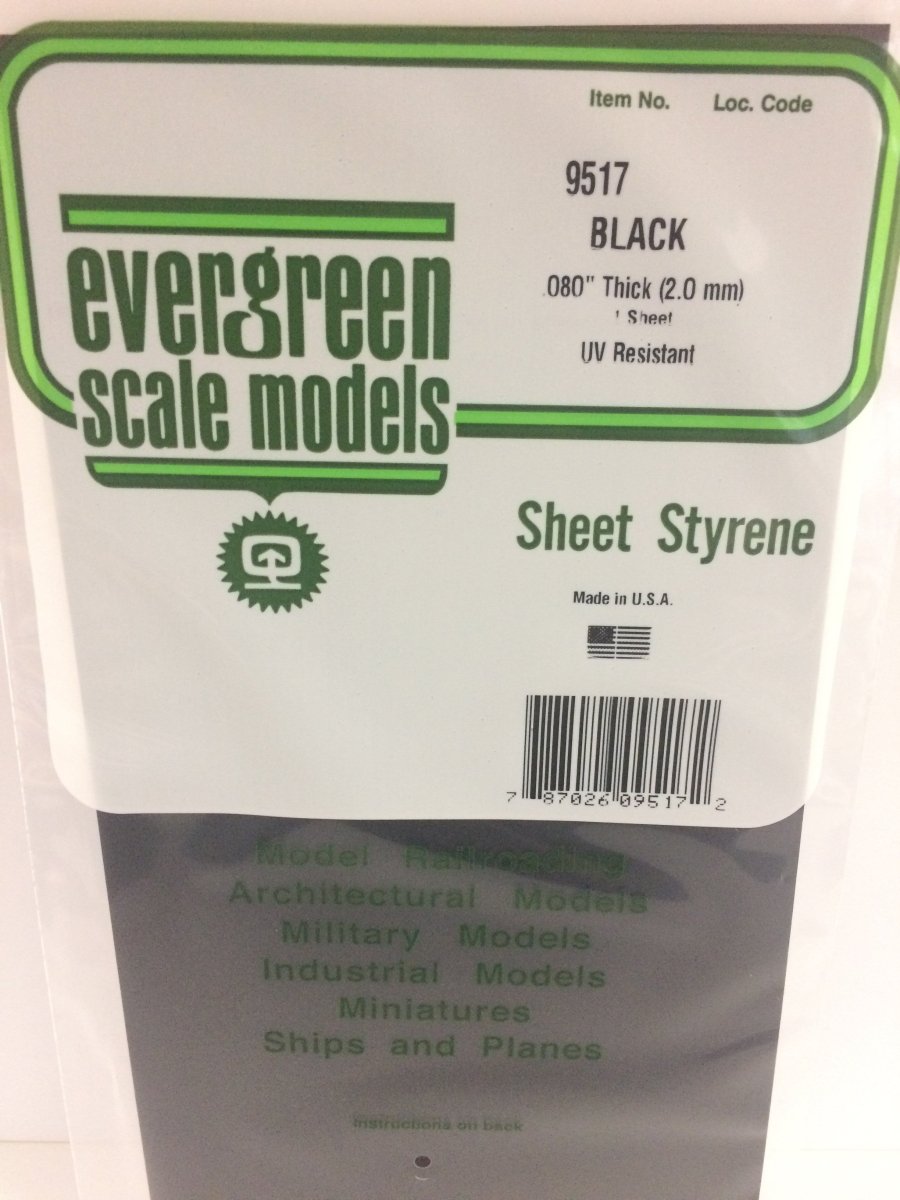 Item No. Loc. Code
9517
BLACK
.080" Thick (2.0 mm)
1 Sheet
UV Resistant
evergreen
scale models
Sheet Styrene
Made in U.S.A.
7 87026 09517 2
Model Railroading
Architectural Models
Military Models
Industrial Models
Miniatures
Ships and Planes
Instructions on back